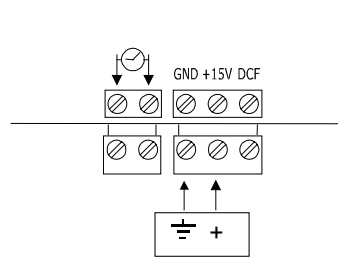 GND +15V DCF
+